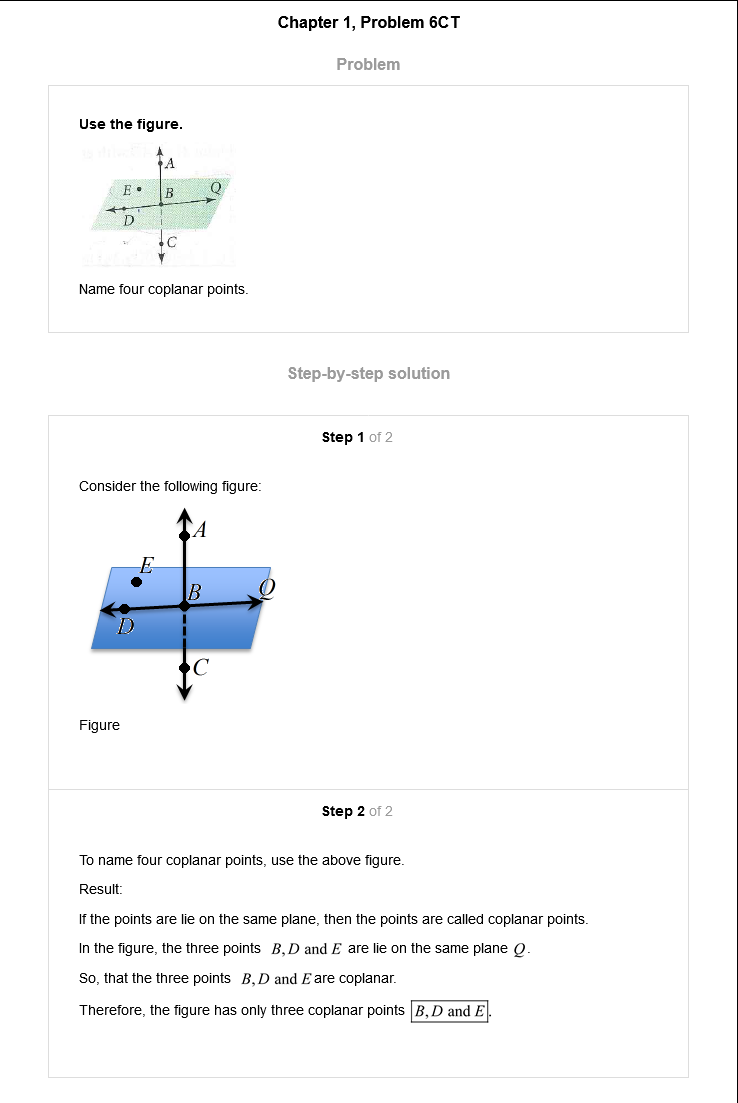 Chapter 1, Problem 6CT
Problem
Use the figure.
A
E
B
Q
D
C
Name four coplanar points.
Step-by-step solution
Step 1 of 2
Consider the following figure:
A
E
B
Q
D
C
Figure
Step 2 of 2
To name four coplanar points, use the above figure.
Result:
If the points are lie on the same plane, then the points are called coplanar points.
In the figure, the three points B, D and E are lie on the same plane Q.
So, that the three points B, D and E are coplanar.
Therefore, the figure has only three coplanar points B, D and E.